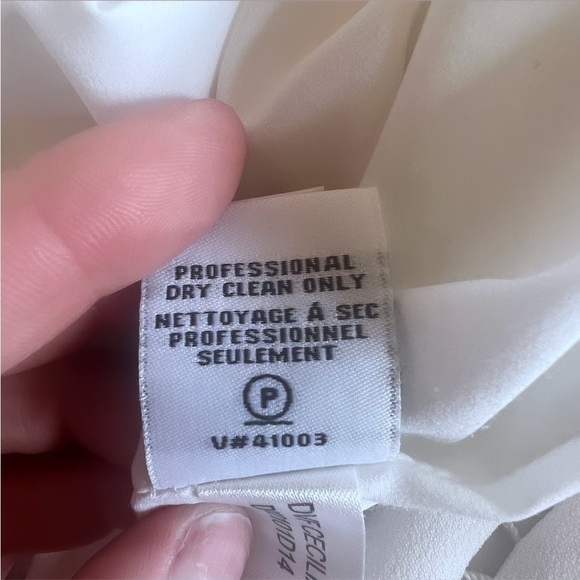 PROFESSIONAL
DRY CLEAN ONLY
NETTOYAGE Á SEC
PROFESSIONNEL
SEULEMENT
P
V#41003